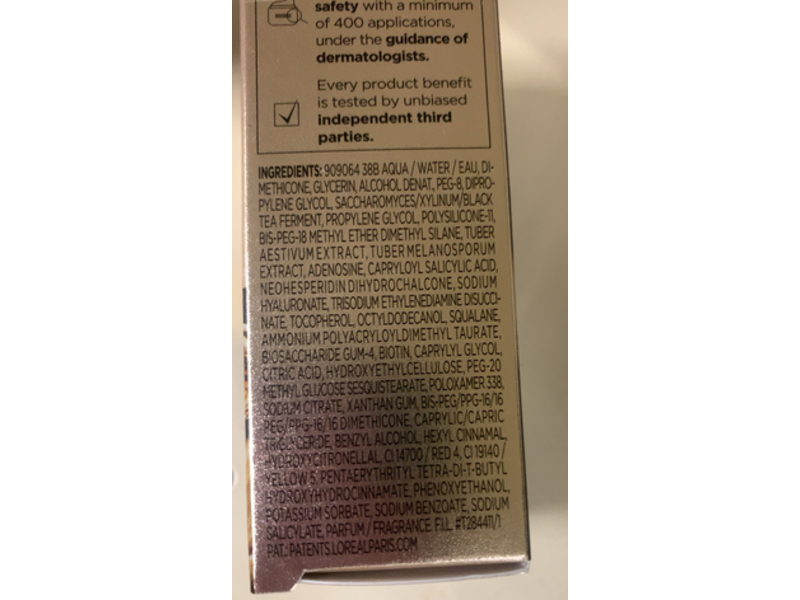 safety with a minimum
of 400 applications,
under the guidance of
dermatologists.
Every product benefit
is tested by unbiased
independent third
parties.
INGREDIENTS: 909064 38B AQUA / WATER / EAU, DI-
METHICONE, GLYCERIN, ALCOHOL DENAT, PEG-8, DIPRO-
PYLENE GLYCOL, SACCHAROMYCES/XYLINUM/BLACK
TEA FERMENT, PROPYLENE GLYCOL, POLYSILICONE-11,
BIS-PEG-18 METHYL ETHER DIMETHYL SILANE, TUBER
AESTIVUM EXTRACT, TUBER MELANOSPORUM
EXTRACT, ADENOSINE, CAPRYLOYL SALICYLIC ACID,
NEOHESPERIDIN DIHYDROCHALCONE, SODIUM
HYALURONATE, TRISODIUM ETHYLENEDIAMINE DISUCCI-
NATE, TOCOPHEROL, OCTYLDODECANOL, SQUALANE,
AMMONIUM POLYACRYLOYLDIMETHYL TAURATE,
BIOSACCHARIDE GUM-4, BIOTIN, CAPRYLYL GLYCOL,
CITRIC ACID, HYDROXYETHYLCELLULOSE, PEG-20
METHYL GLUCOSE SESQUISTEARATE, POLOXAMER 338,
SODIUM CITRATE, XANTHAN GUM, BIS-PEG/PPG-16/16
PEG/PPG-16/16 DIMETHICONE, CAPRYLIC/CAPRIC
TRIGLYCERIDE, BENZYL ALCOHOL, HEXYL CINNAMAL,
HYDROXYCITRONELLAL, CI 14700 / RED 4, CI 19140 /
YELLOW 5, PENTAERYTHRITYL TETRA-DI-T-BUTYL
HYDROXYHYDROCINNAMATE, PHENOXYETHANOL,
POTASSIUM SORBATE, SODIUM BENZOATE, SODIUM
SALICYLATE, PARFUM / FRAGRANCE. F.I.L. #T284411/1
PAT.: PATENTS.LOREALPARIS.COM